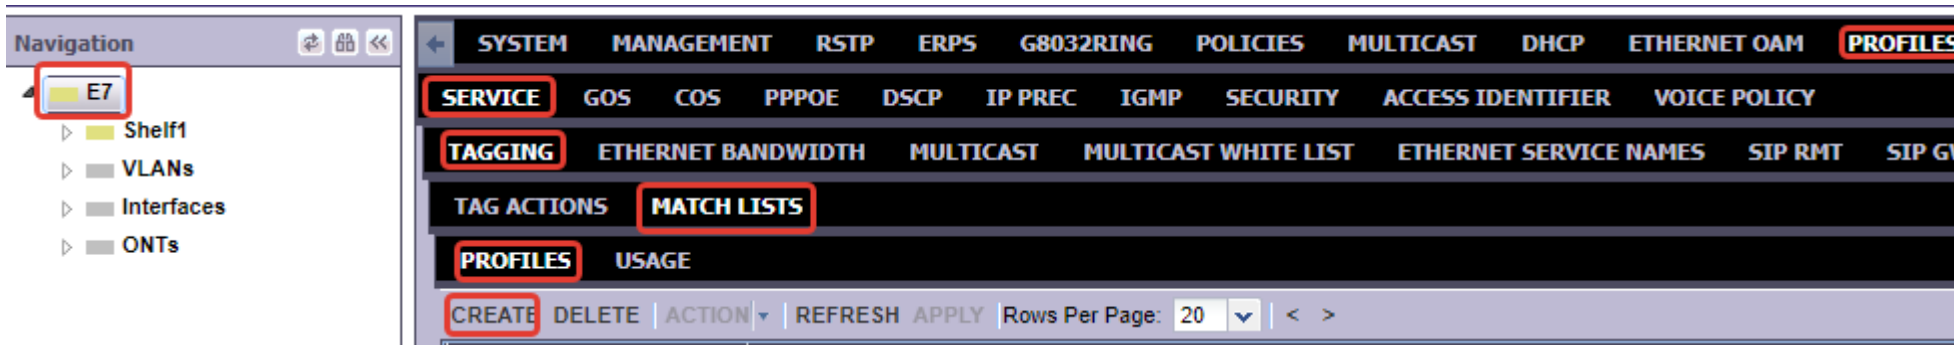 Navigation
E7
Shelf1
VLANs
Interfaces
ONTs
SYSTEM MANAGEMENT RSTP ERPS G8032RING POLICIES MULTICAST DHCP ETHERNET OAM PROFILES
SERVICE GOS COS PPPOE DSCP IP PREC IGMP SECURITY ACCESS IDENTIFIER VOICE POLICY
TAGGING ETHERNET BANDWIDTH MULTICAST MULTICAST WHITE LIST ETHERNET SERVICE NAMES SIP RMT SIP
TAG ACTIONS MATCH LISTS
PROFILES USAGE
CREATE DELETE ACTION REFRESH APPLY Rows Per Page: 20 < >